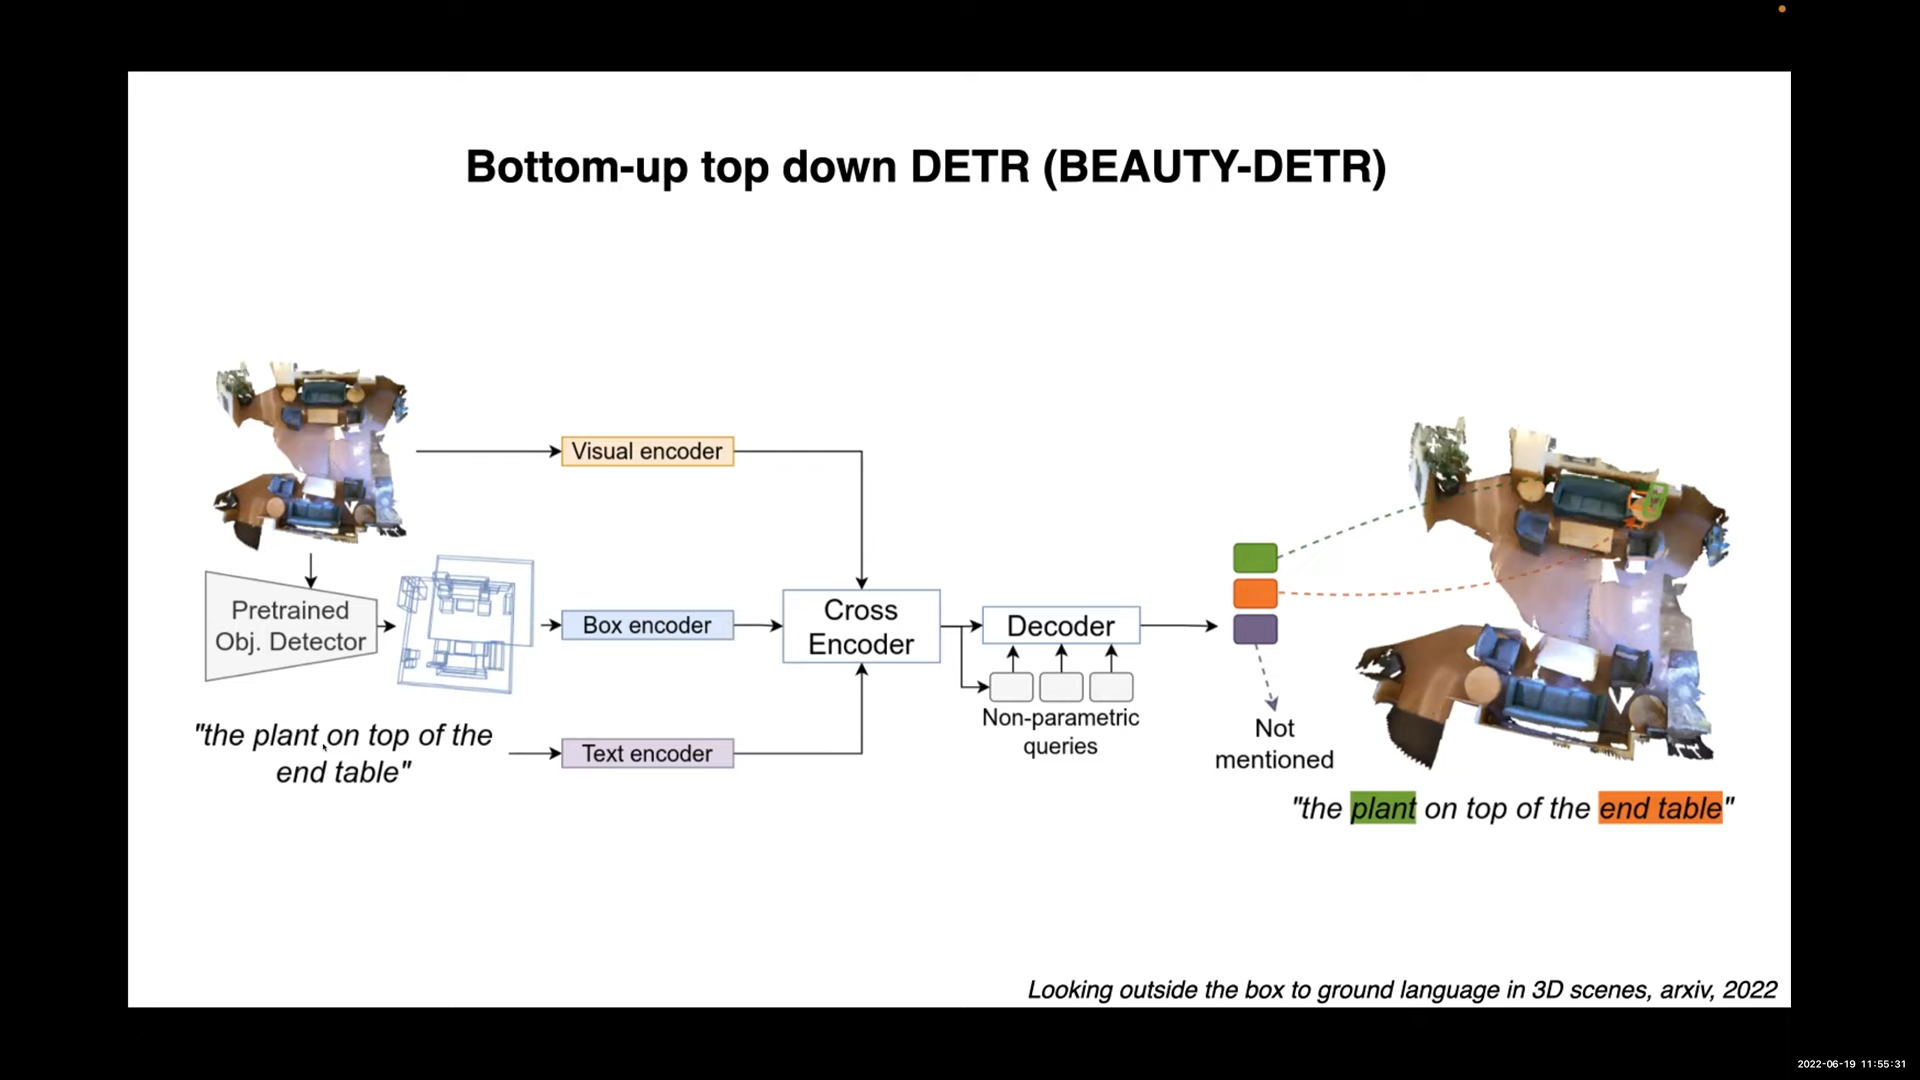 Bottom-up top down DETR (BEAUTY-DETR)
Visual encoder
Pretrained
Obj. Detector
Box encoder
Cross
Encoder
Decoder
Non-parametric
queries
"the plant on top of the
end table"
Text encoder
Not
mentioned
"the plant on top of the end table"
Looking outside the box to ground language in 3D scenes, arxiv, 2022
2022-06-19 11:55:31